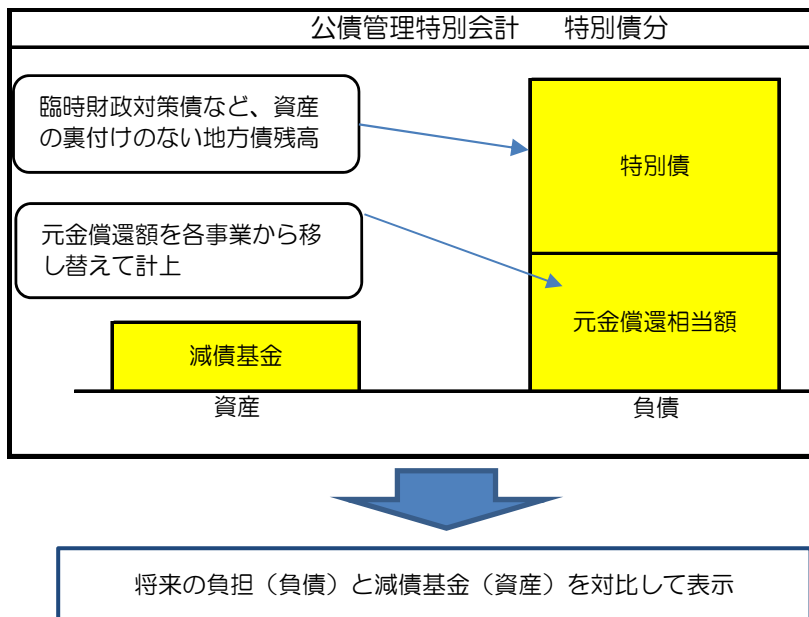 公債管理特別会計　特別債分
臨時財政対策債など、資産
の裏付けのない地方債残高
特別債
元金償還額を各事業から移
し替えて計上
元金償還相当額
減債基金
資産
負債
将来の負担（負債）と減債基金（資産）を対比して表示